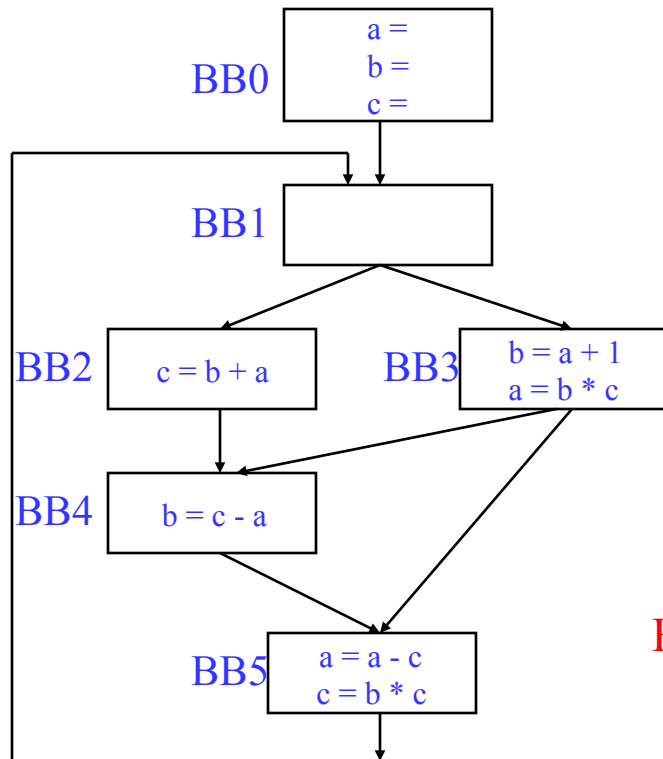 BB0
a =
b =
c =
BB1
BB2
c = b + a
BB3
b = a + 1
a = b * c
BB4
b = c - a
BB5
a = a - c
c = b * c